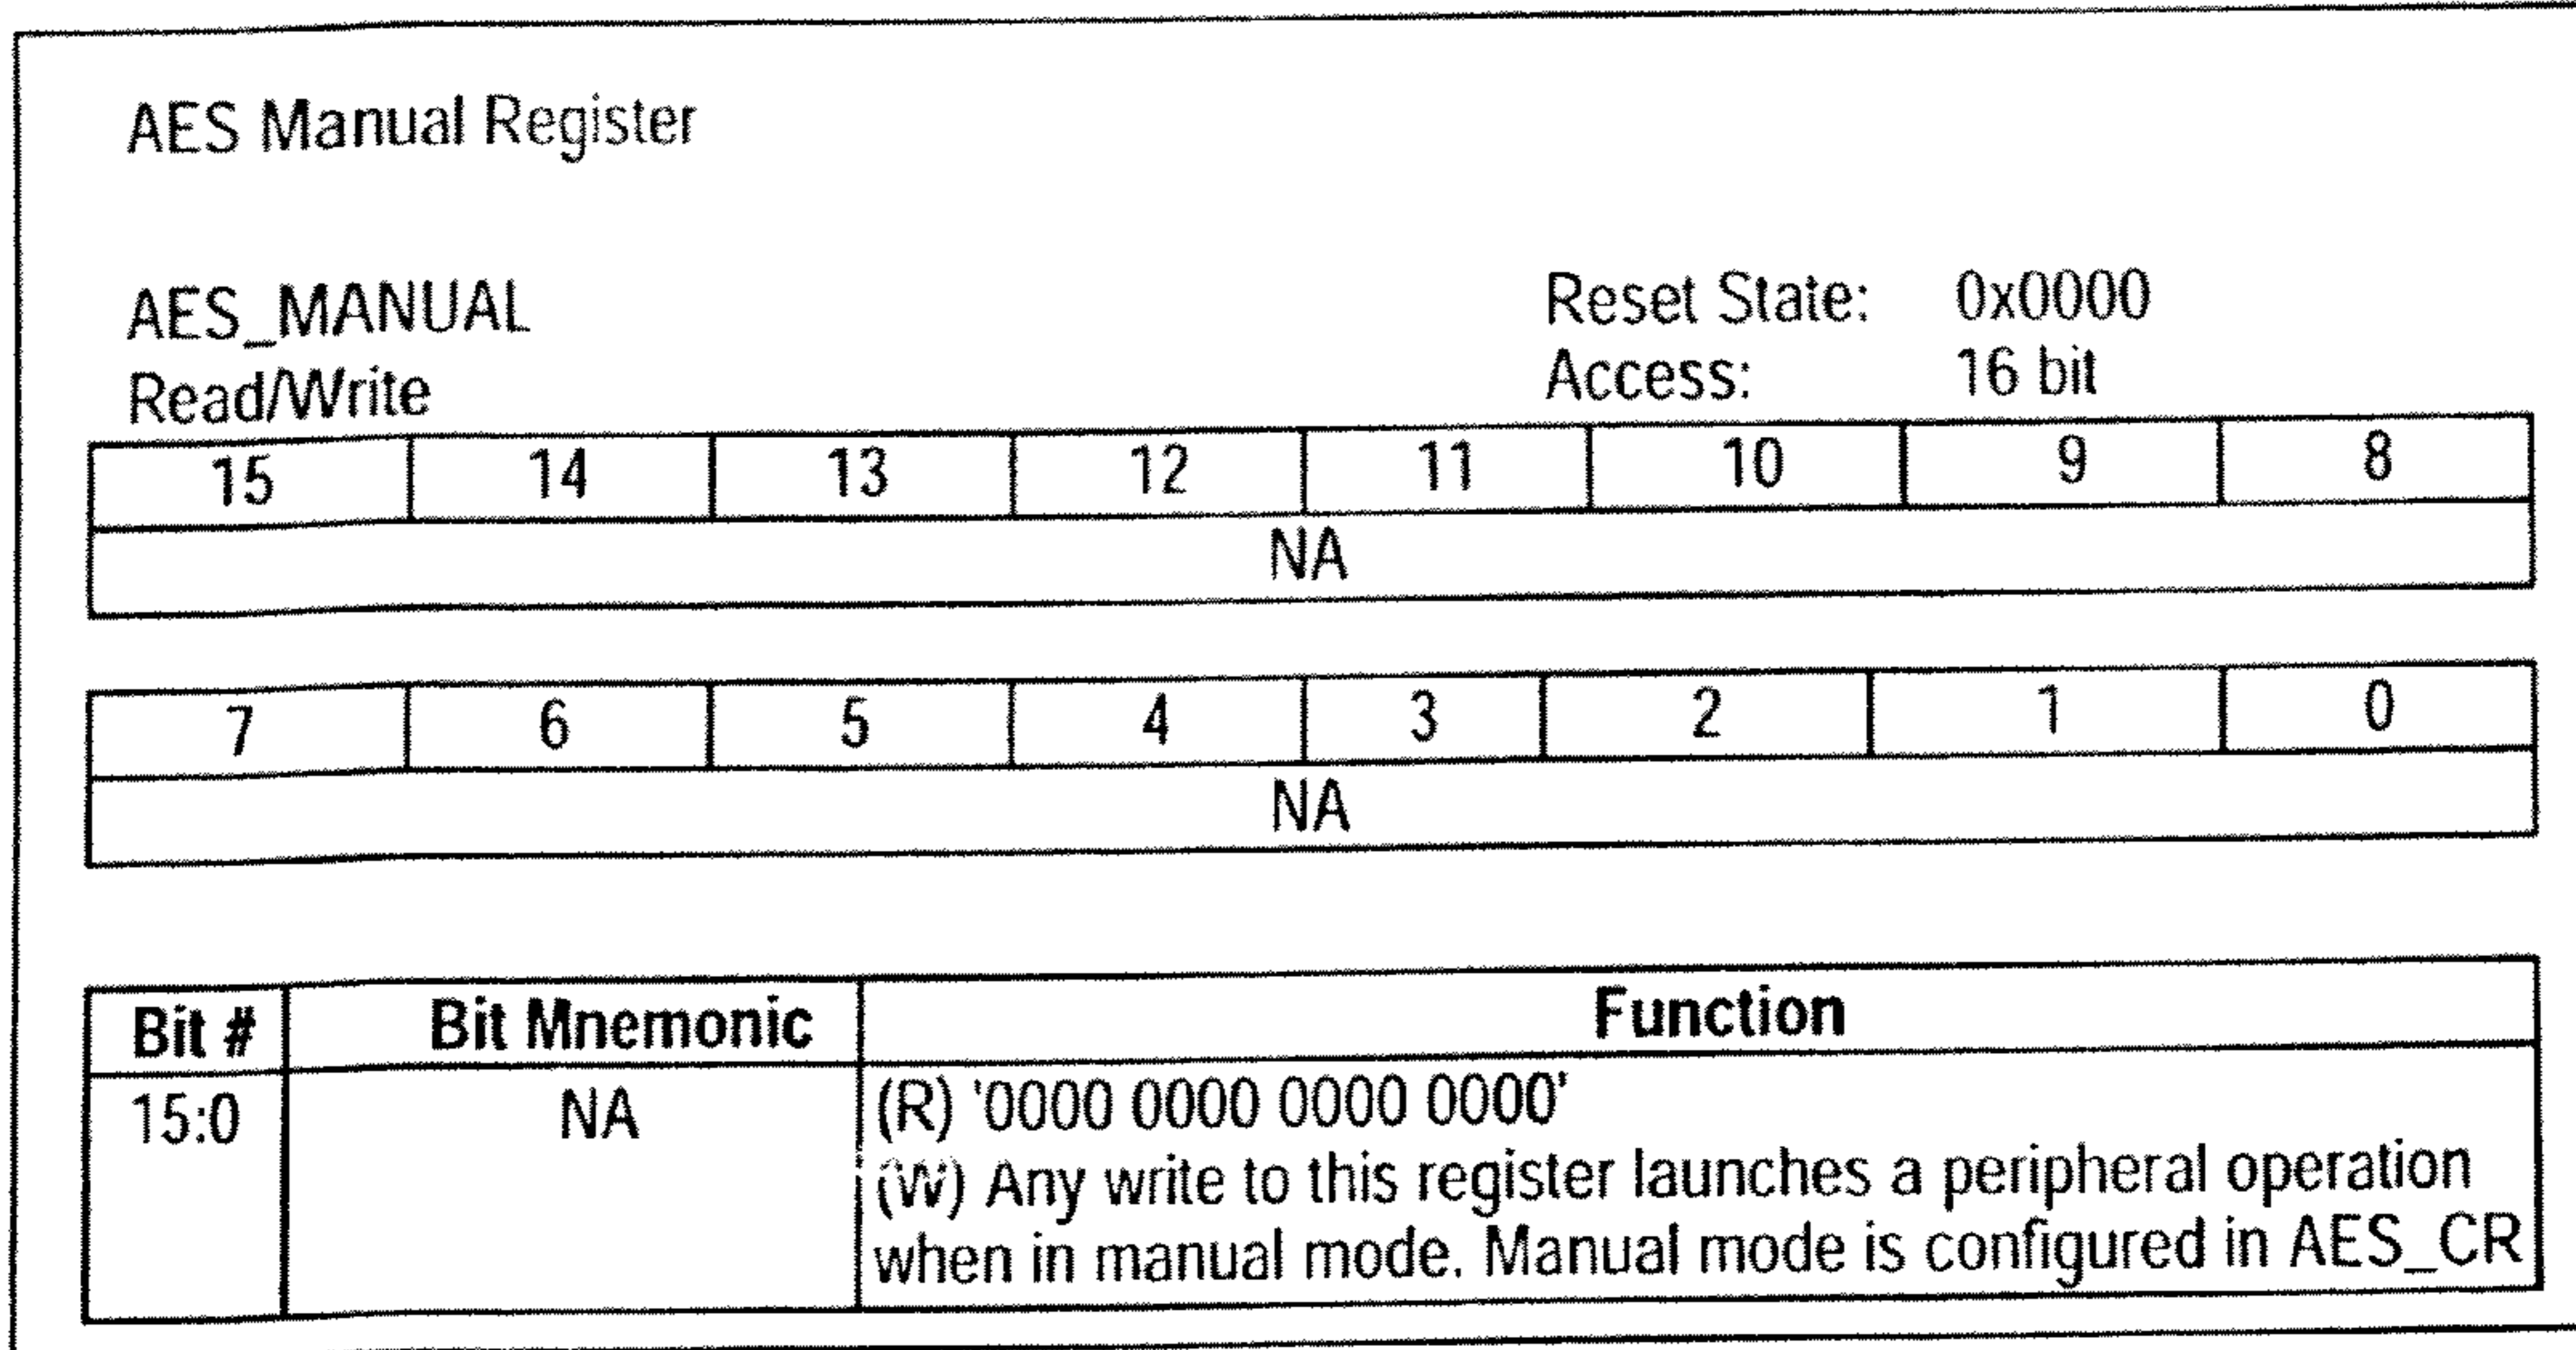 AES Manual Register
AES_MANUAL Reset State: 0x0000
Read/Write Access: 16 bit
15 14 13 12 11 10 9 8
NA
7 6 5 4 3 2 1 0
NA
Bit # Bit Mnemonic Function
15:0 NA (R) '0000 0000 0000 0000'
(W) Any write to this register launches a peripheral operation
when in manual mode. Manual mode is configured in AES_CR